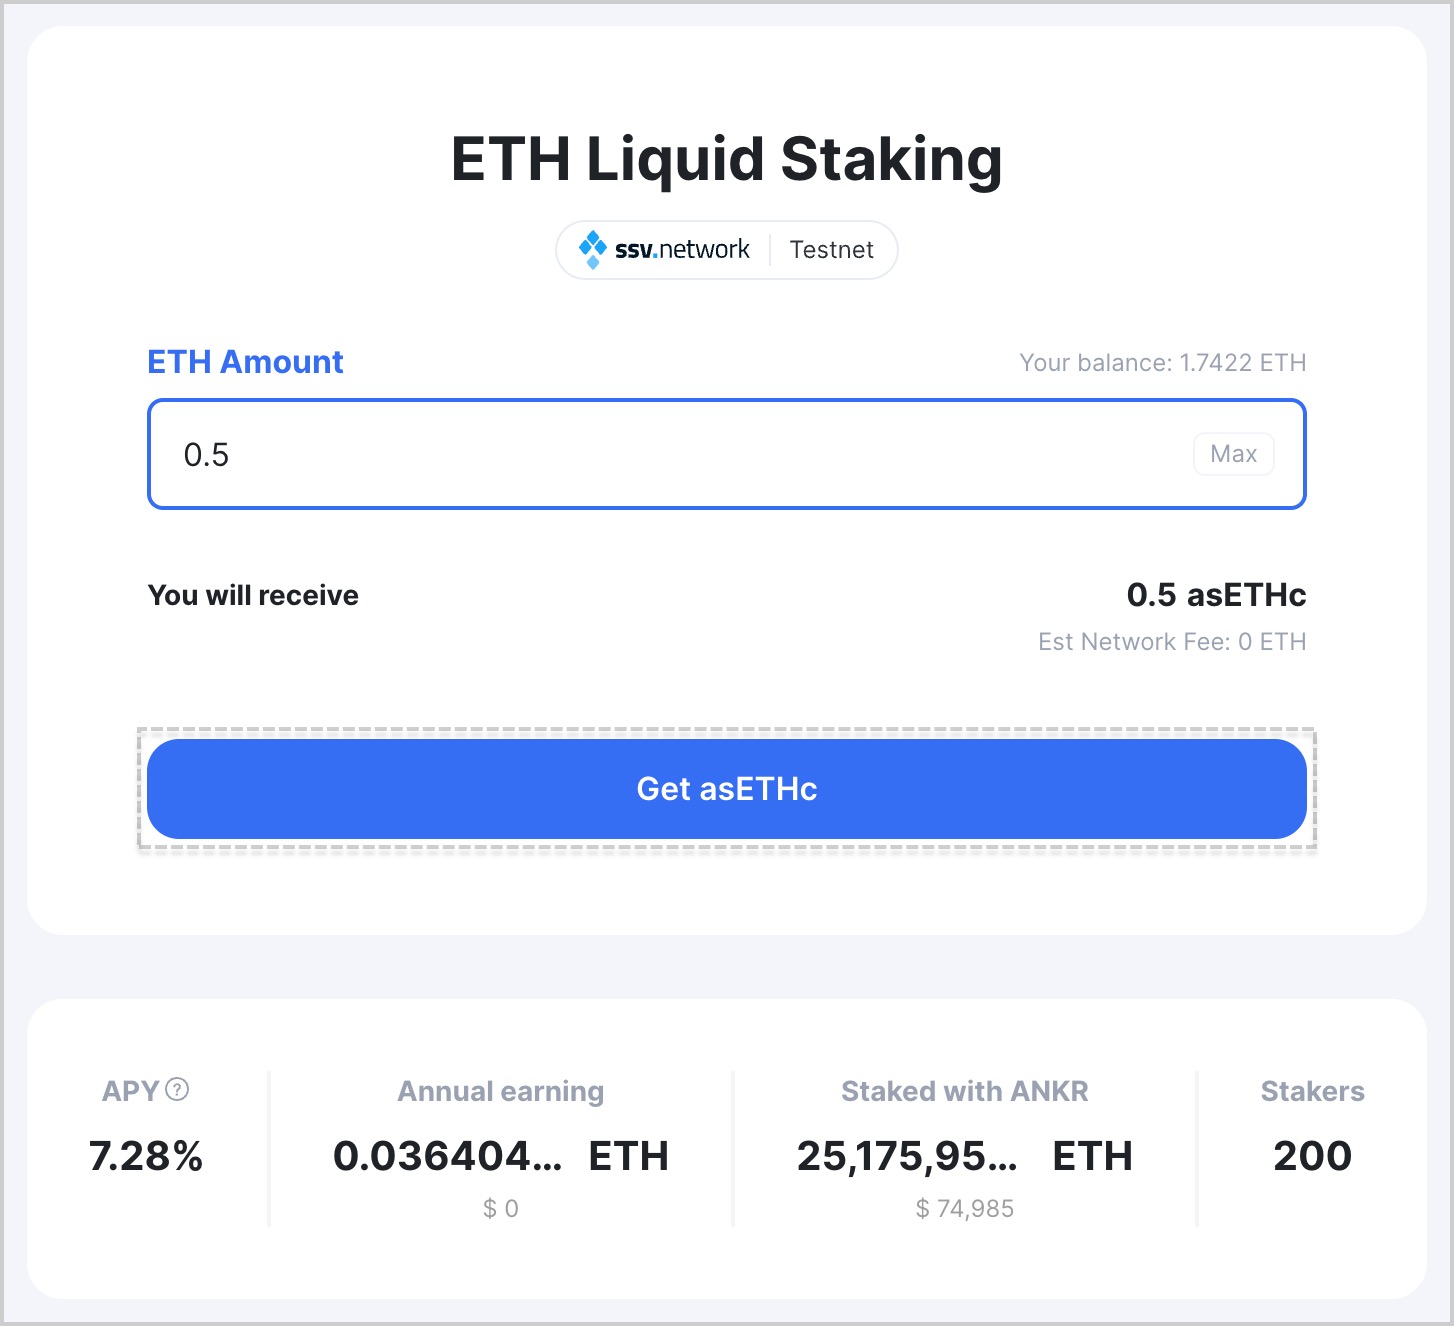 ETH Liquid Staking
ssv.network Testnet
ETH Amount Your balance: 1.7422 ETH
0.5 Max
You will receive 0.5 asETHc
Est Network Fee: 0 ETH
Get asETHc
APY ? Annual earning Staked with ANKR Stakers
7.28% 0.036404... ETH 25,175,95... ETH 200
$ 0 $ 74,985